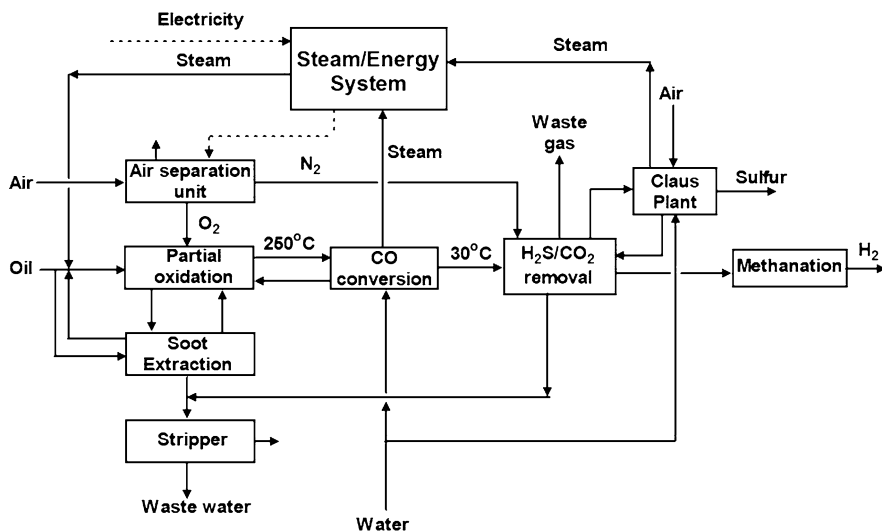 Electricity
Steam/Energy
System
Steam
Steam
Air
Waste
gas
Steam
N₂
Air
Air separation
unit
Claus
Plant
Sulfur
O₂
250°C
30°C
H₂
Oil
Partial
oxidation
CO
conversion
H₂S/CO₂
removal
Methanation
Soot
Extraction
Stripper
Waste water
Water